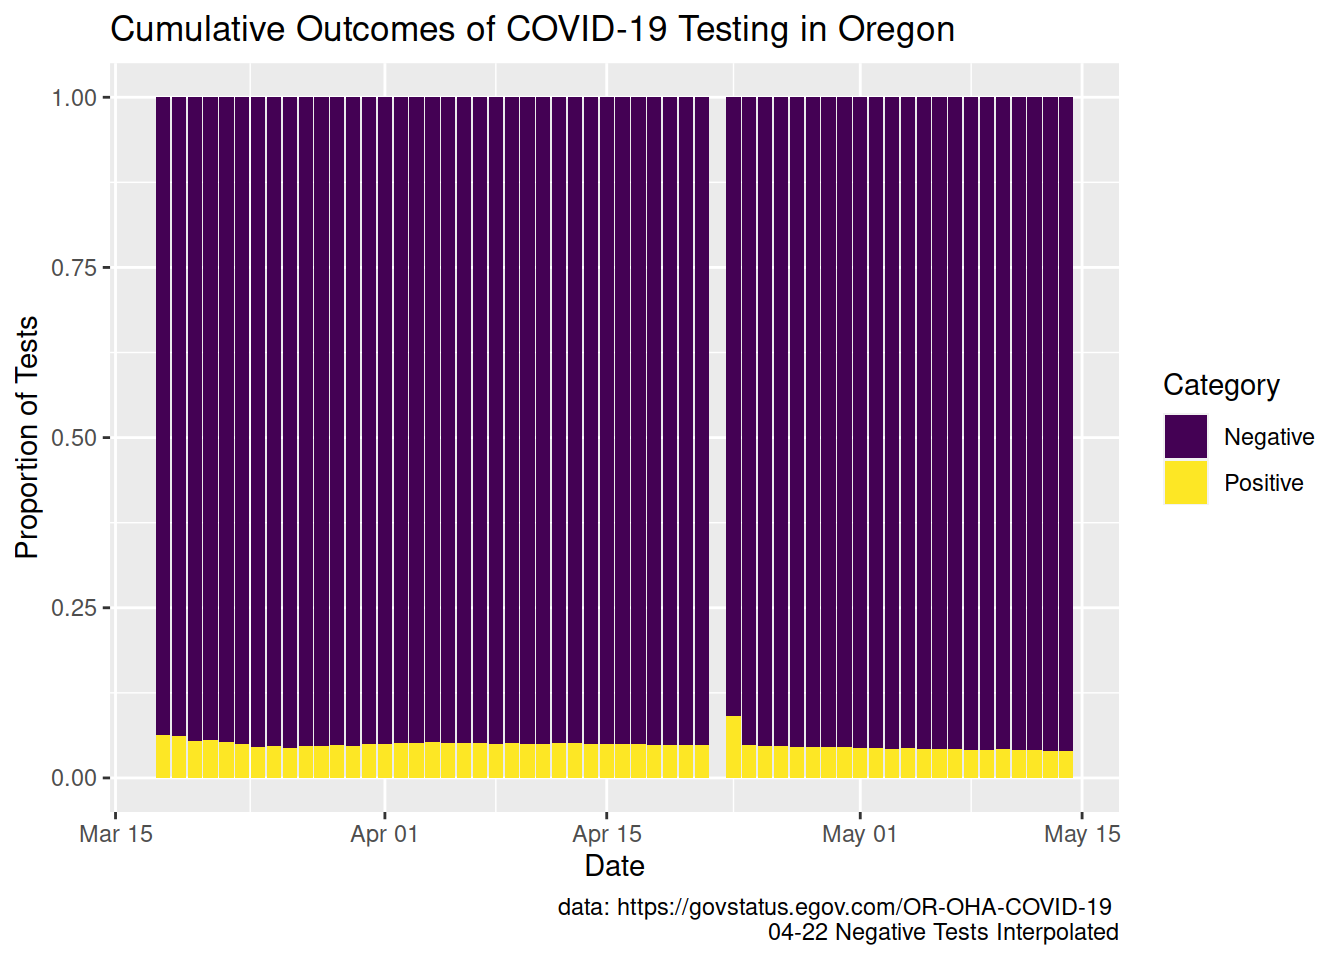 Cumulative Outcomes of COVID-19 Testing in Oregon
1.00
0.75
0.50
0.25
0.00
Proportion of Tests
Mar 15 Apr 01 Apr 15 May 01 May 15
Date
Category
Negative
Positive
data: https://govstatus.egov.com/OR-OHA-COVID-19
04-22 Negative Tests Interpolated